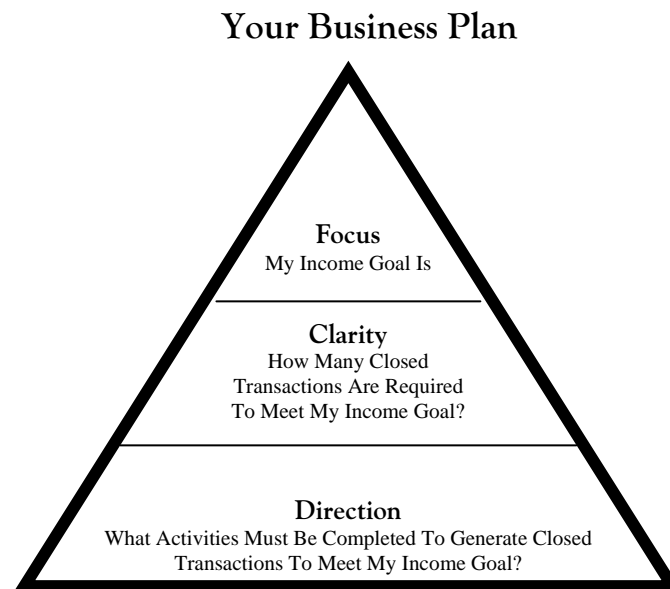 Your Business Plan
Focus
My Income Goal Is
Clarity
How Many Closed
Transactions Are Required
To Meet My Income Goal?
Direction
What Activities Must Be Completed To Generate Closed
Transactions To Meet My Income Goal?